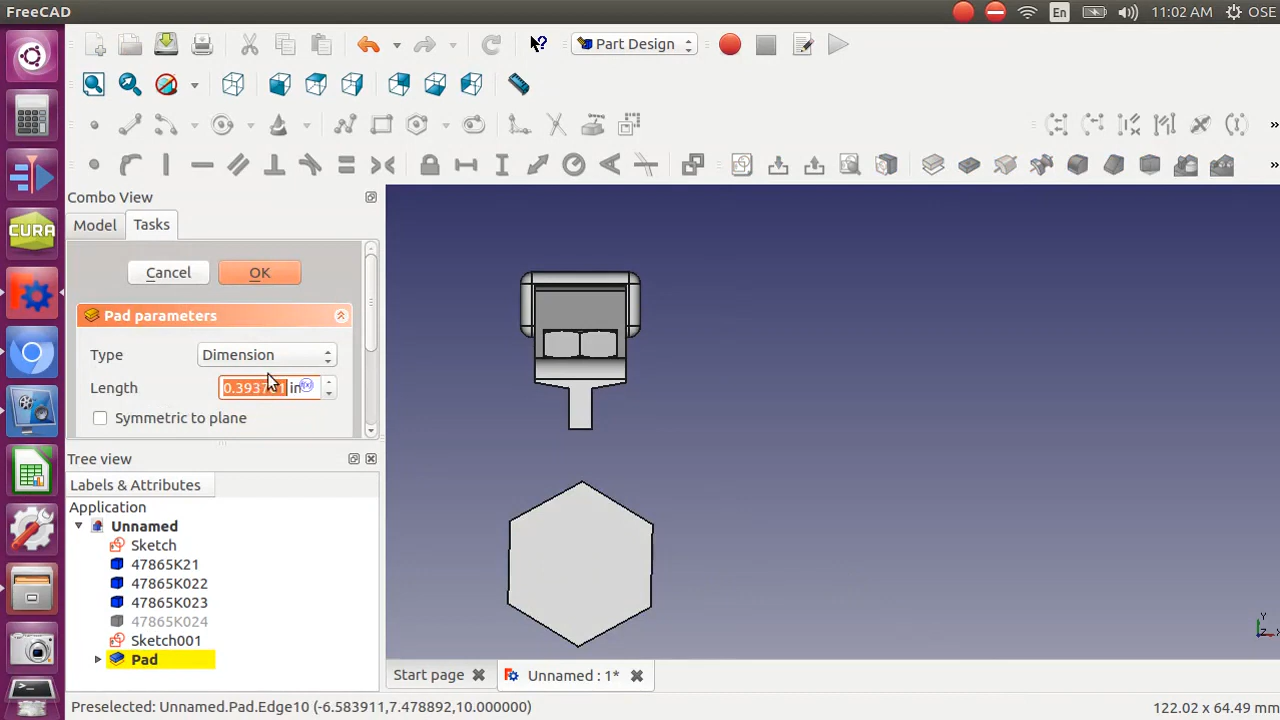 FreeCAD
En
11:02 AM
OSE
Part Design
CURA
Combo View
Model
Tasks
Cancel
OK
Pad parameters
Type
Dimension
Length
in
Symmetric to plane
Tree view
Labels & Attributes
Application
Unnamed
Sketch
47865K21
47865K022
47865K023
47865K024
Sketch001
Pad
Y
Z
Start page
Unnamed : 1*
Preselected: Unnamed.Pad.Edge10 (-6.583911,7.478892,10.000000)
122.02 x 64.49 mm